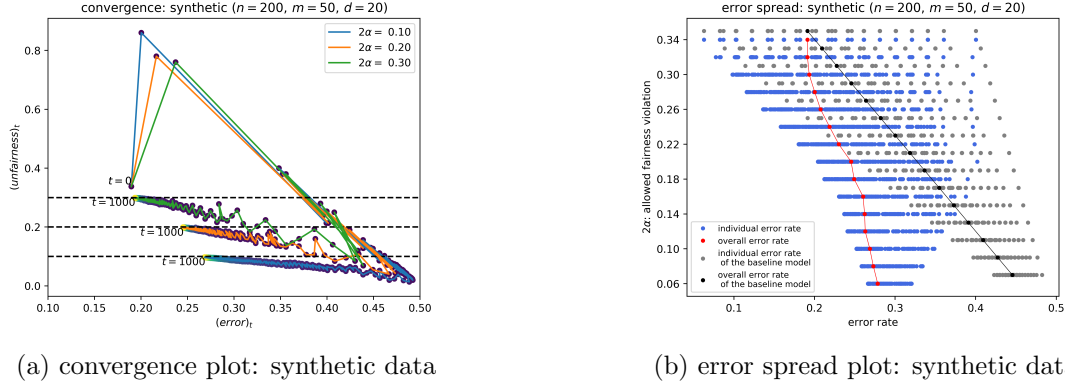 convergence: synthetic (n = 200, m = 50, d = 20)
2α = 0.10
2α = 0.20
2α = 0.30
0.8
0.6
0.4
0.2
0.0
(unfairness)t
t = 0
t = 1000
t = 1000
t = 1000
0.10 0.15 0.20 0.25 0.30 0.35 0.40 0.45 0.50
(error)t
(a) convergence plot: synthetic data
error spread: synthetic (n = 200, m = 50, d = 20)
0.34
0.30
0.26
0.22
0.18
0.14
0.10
0.06
2α: allowed fairness violation
individual error rate
overall error rate
individual error rate
of the baseline model
overall error rate
of the baseline model
0.1 0.2 0.3 0.4 0.5
error rate
(b) error spread plot: synthetic dat